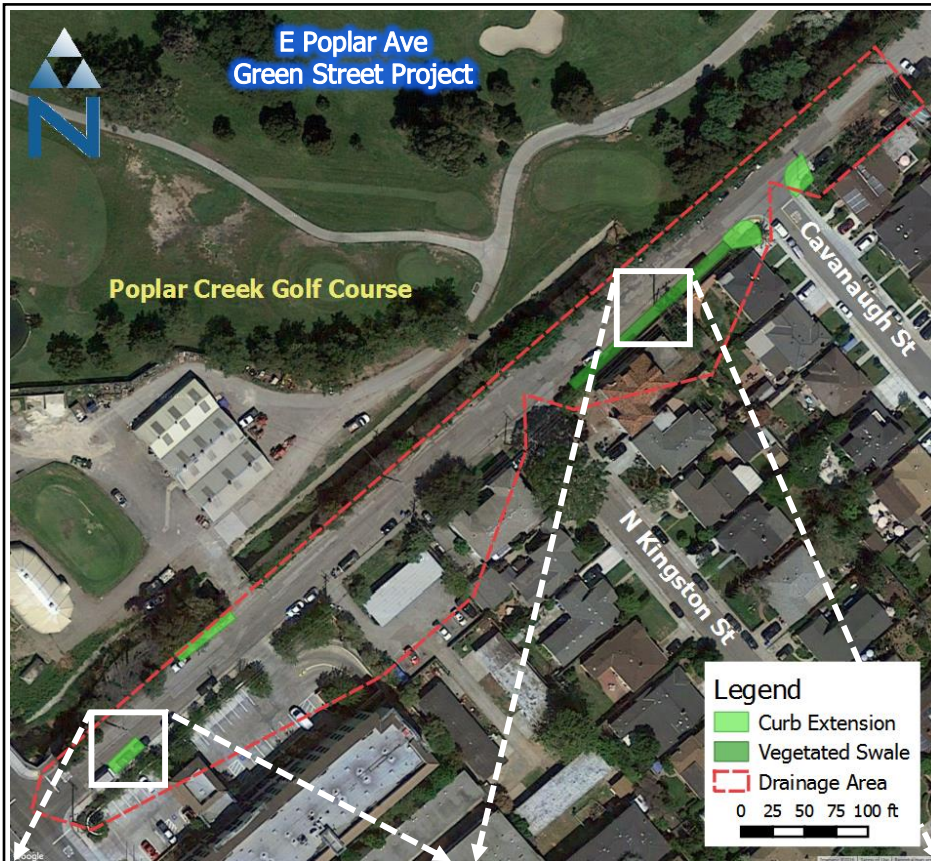 E Poplar Ave
Green Street Project
N
Poplar Creek Golf Course
Cavanaugh St
N Kingston St
Legend
Curb Extension
Vegetated Swale
Drainage Area
0 25 50 75 100 ft
Google